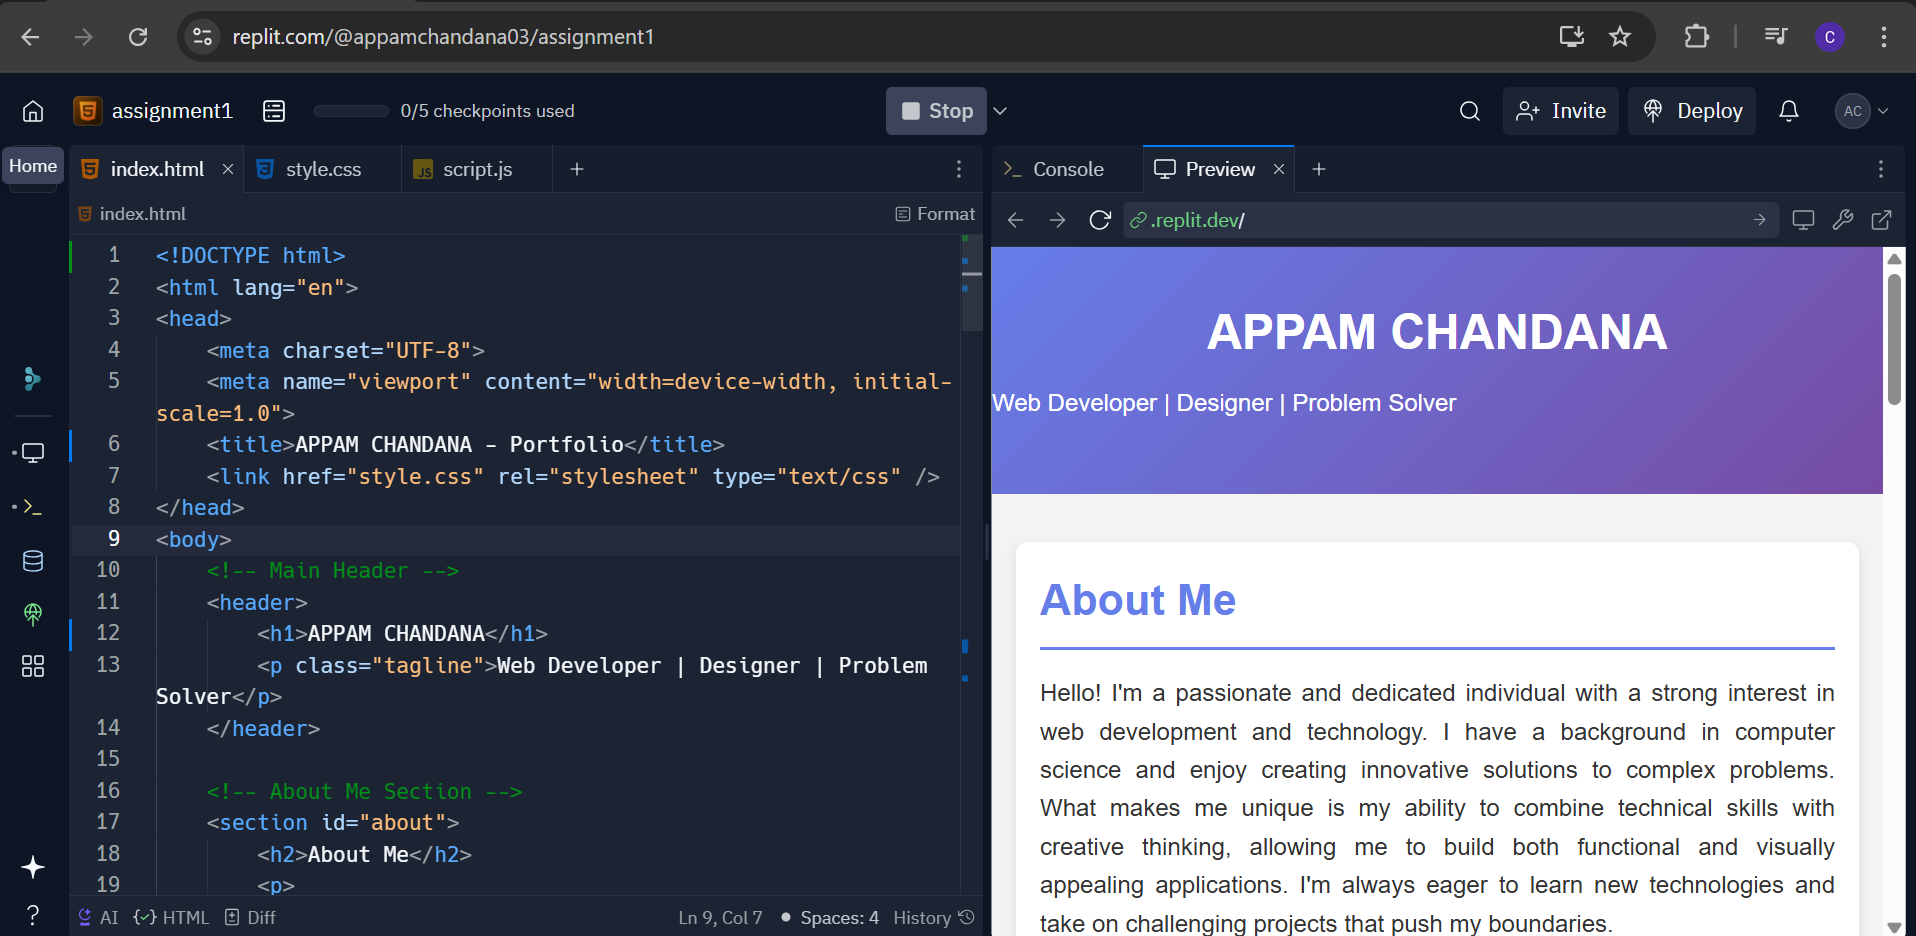 replit.com/@appamchandana03/assignment1
C
assignment1
0/5 checkpoints used
Stop
Invite
Deploy
AC
Home
index.html
style.css
JS script.js
Console
Preview
index.html
Format
.replit.dev/
1 <!DOCTYPE html>
2 <html lang="en">
3 <head>
4 <meta charset="UTF-8">
5 <meta name="viewport" content="width=device-width, initial-
scale=1.0">
6 <title>APPAM CHANDANA - Portfolio</title>
7 <link href="style.css" rel="stylesheet" type="text/css" />
8 </head>
9 <body>
10 <!-- Main Header -->
11 <header>
12 <h1>APPAM CHANDANA</h1>
13 <p class="tagline">Web Developer | Designer | Problem
Solver</p>
14 </header>
15
16 <!-- About Me Section -->
17 <section id="about">
18 <h2>About Me</h2>
19 <p>
AI
HTML
Diff
Ln 9, Col 7
Spaces: 4
History
APPAM CHANDANA
Web Developer | Designer | Problem Solver
About Me
Hello! I'm a passionate and dedicated individual with a strong interest in
web development and technology. I have a background in computer
science and enjoy creating innovative solutions to complex problems.
What makes me unique is my ability to combine technical skills with
creative thinking, allowing me to build both functional and visually
appealing applications. I'm always eager to learn new technologies and
take on challenging projects that push my boundaries.